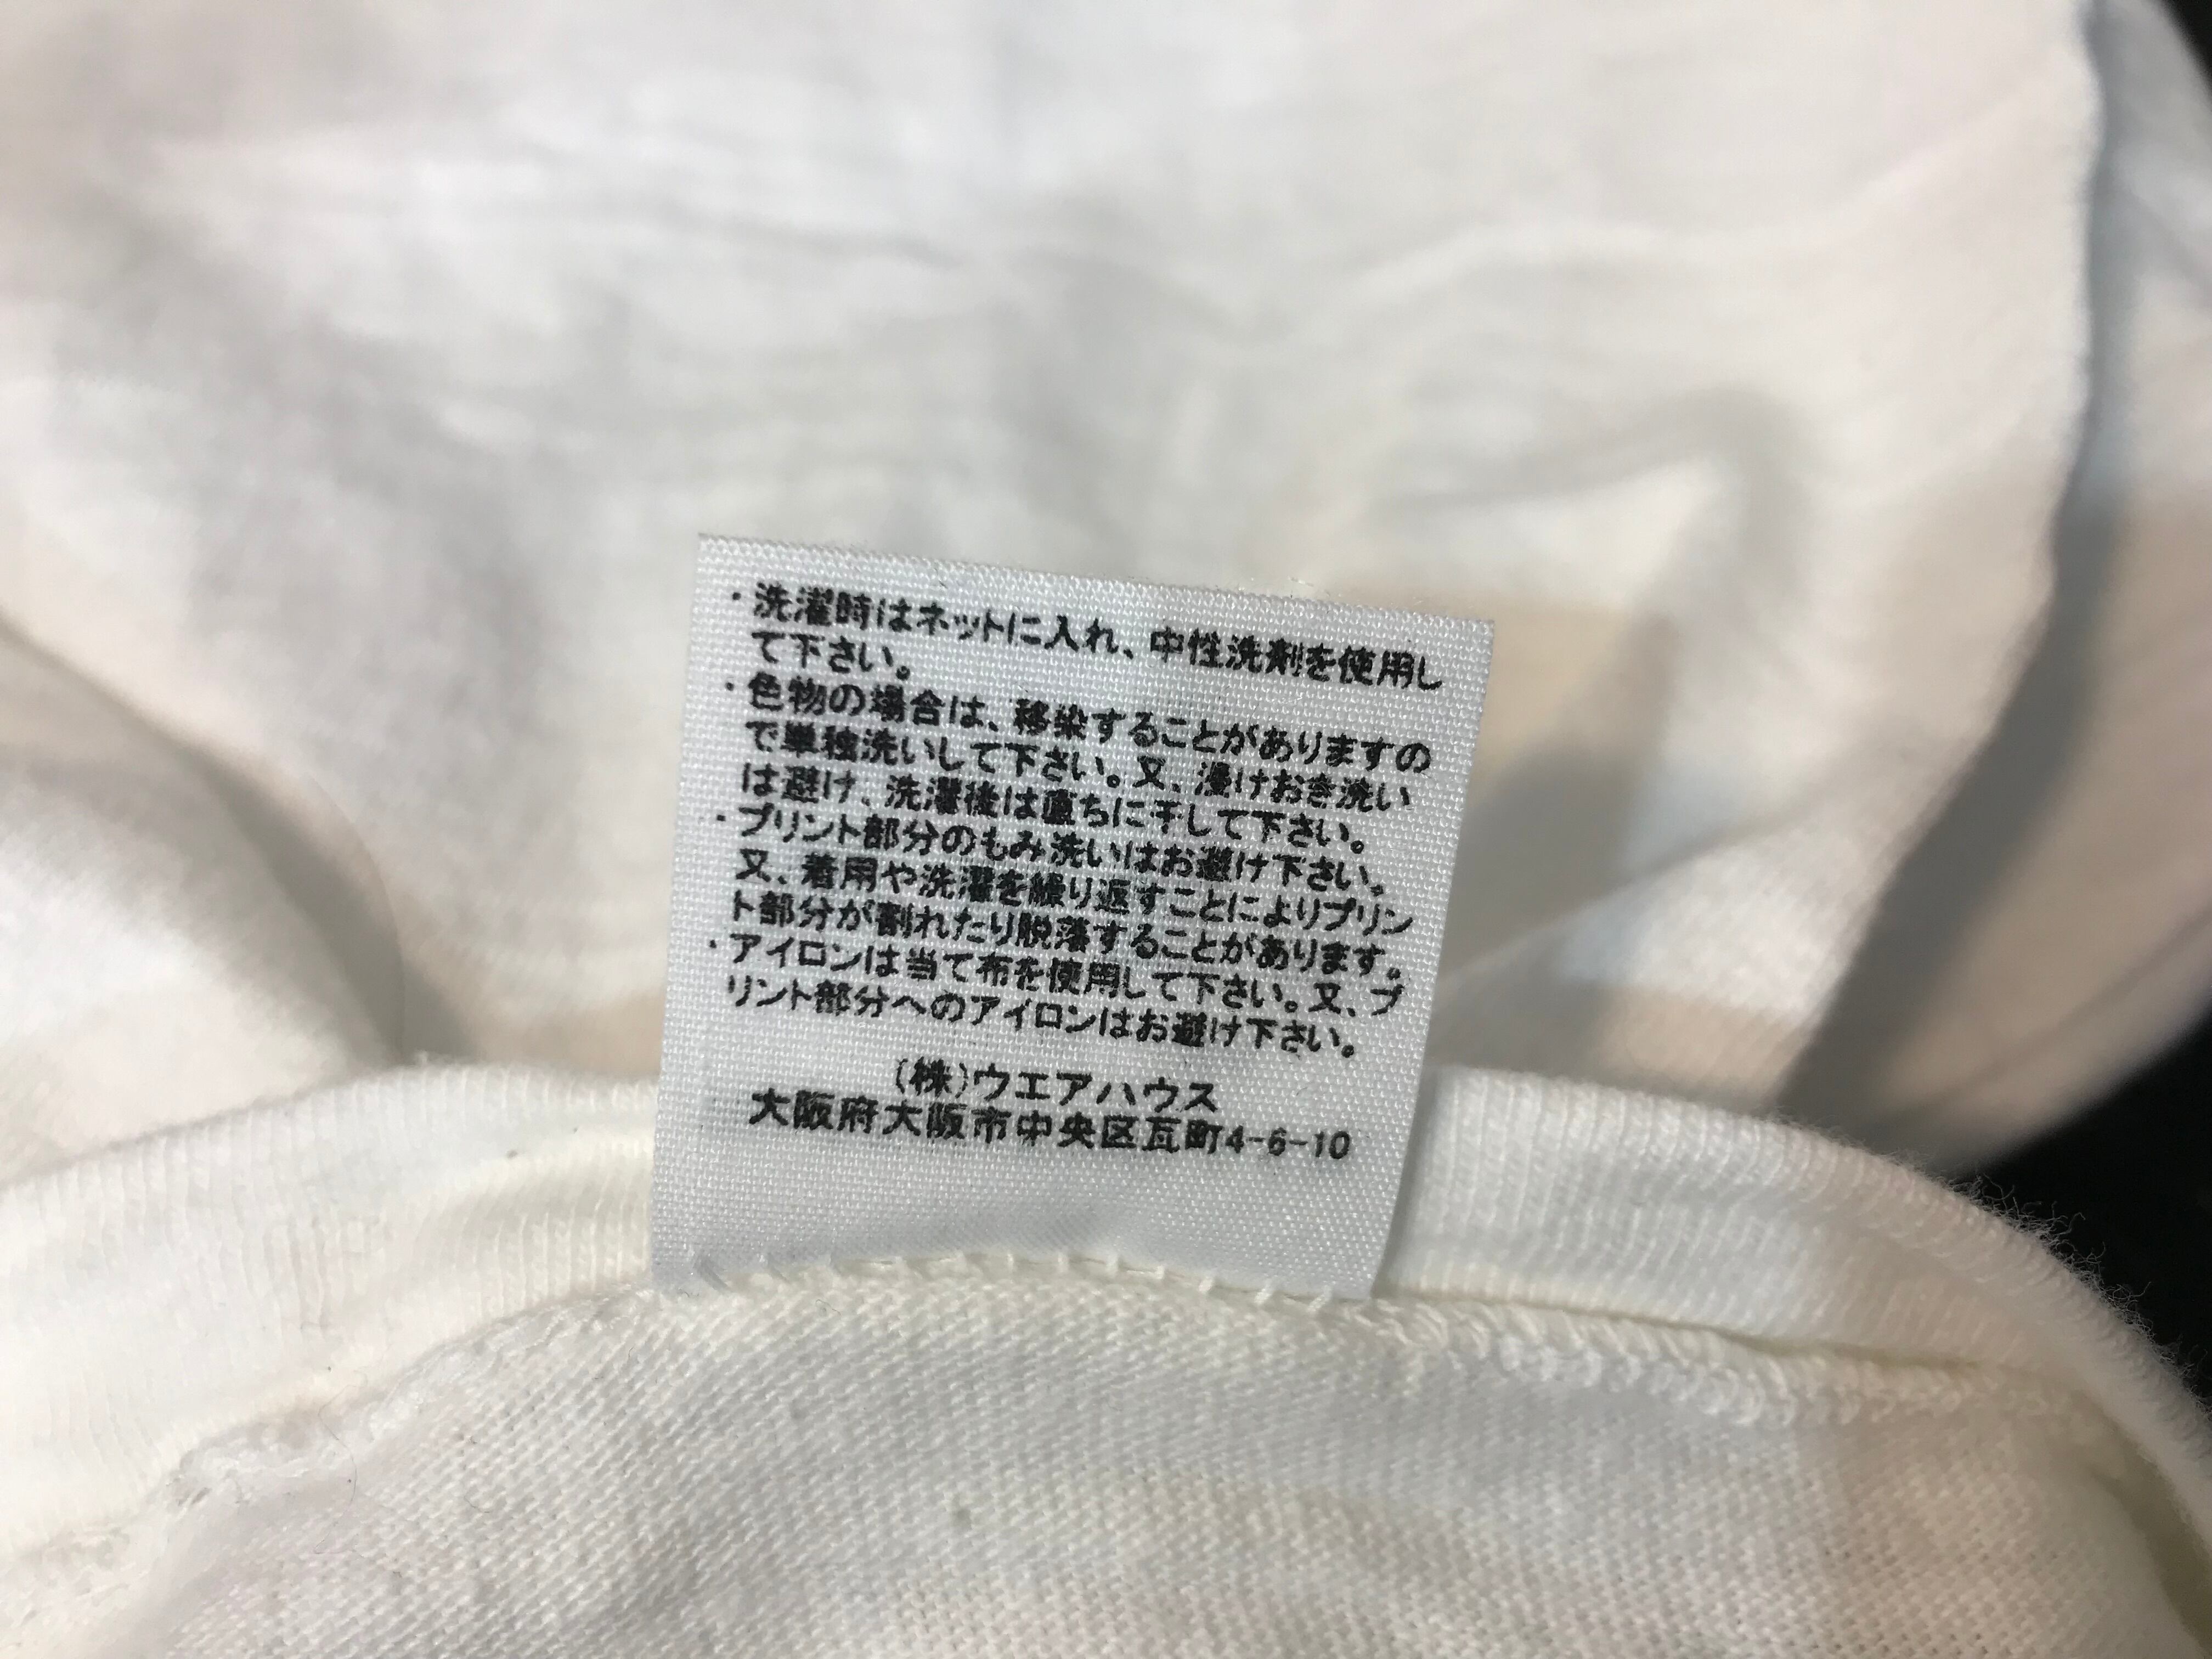 ・洗濯時はネットに入れ、中性洗剤を使用し
て下さい。
・色物の場合は、移染することがありますの
で単独洗いして下さい。又、浸けおき洗い
は避け、洗濯後は直ちに干して下さい。
・プリント部分のもみ洗いはお避け下さい。
又、着用や洗濯を繰り返すことによりプリン
ト部分が割れたり脱落することがあります。
・アイロンは当て布を使用して下さい。又、プ
リント部分へのアイロンはお避け下さい。
(株)ウエアハウス
大阪府大阪市中央区瓦町4-6-10